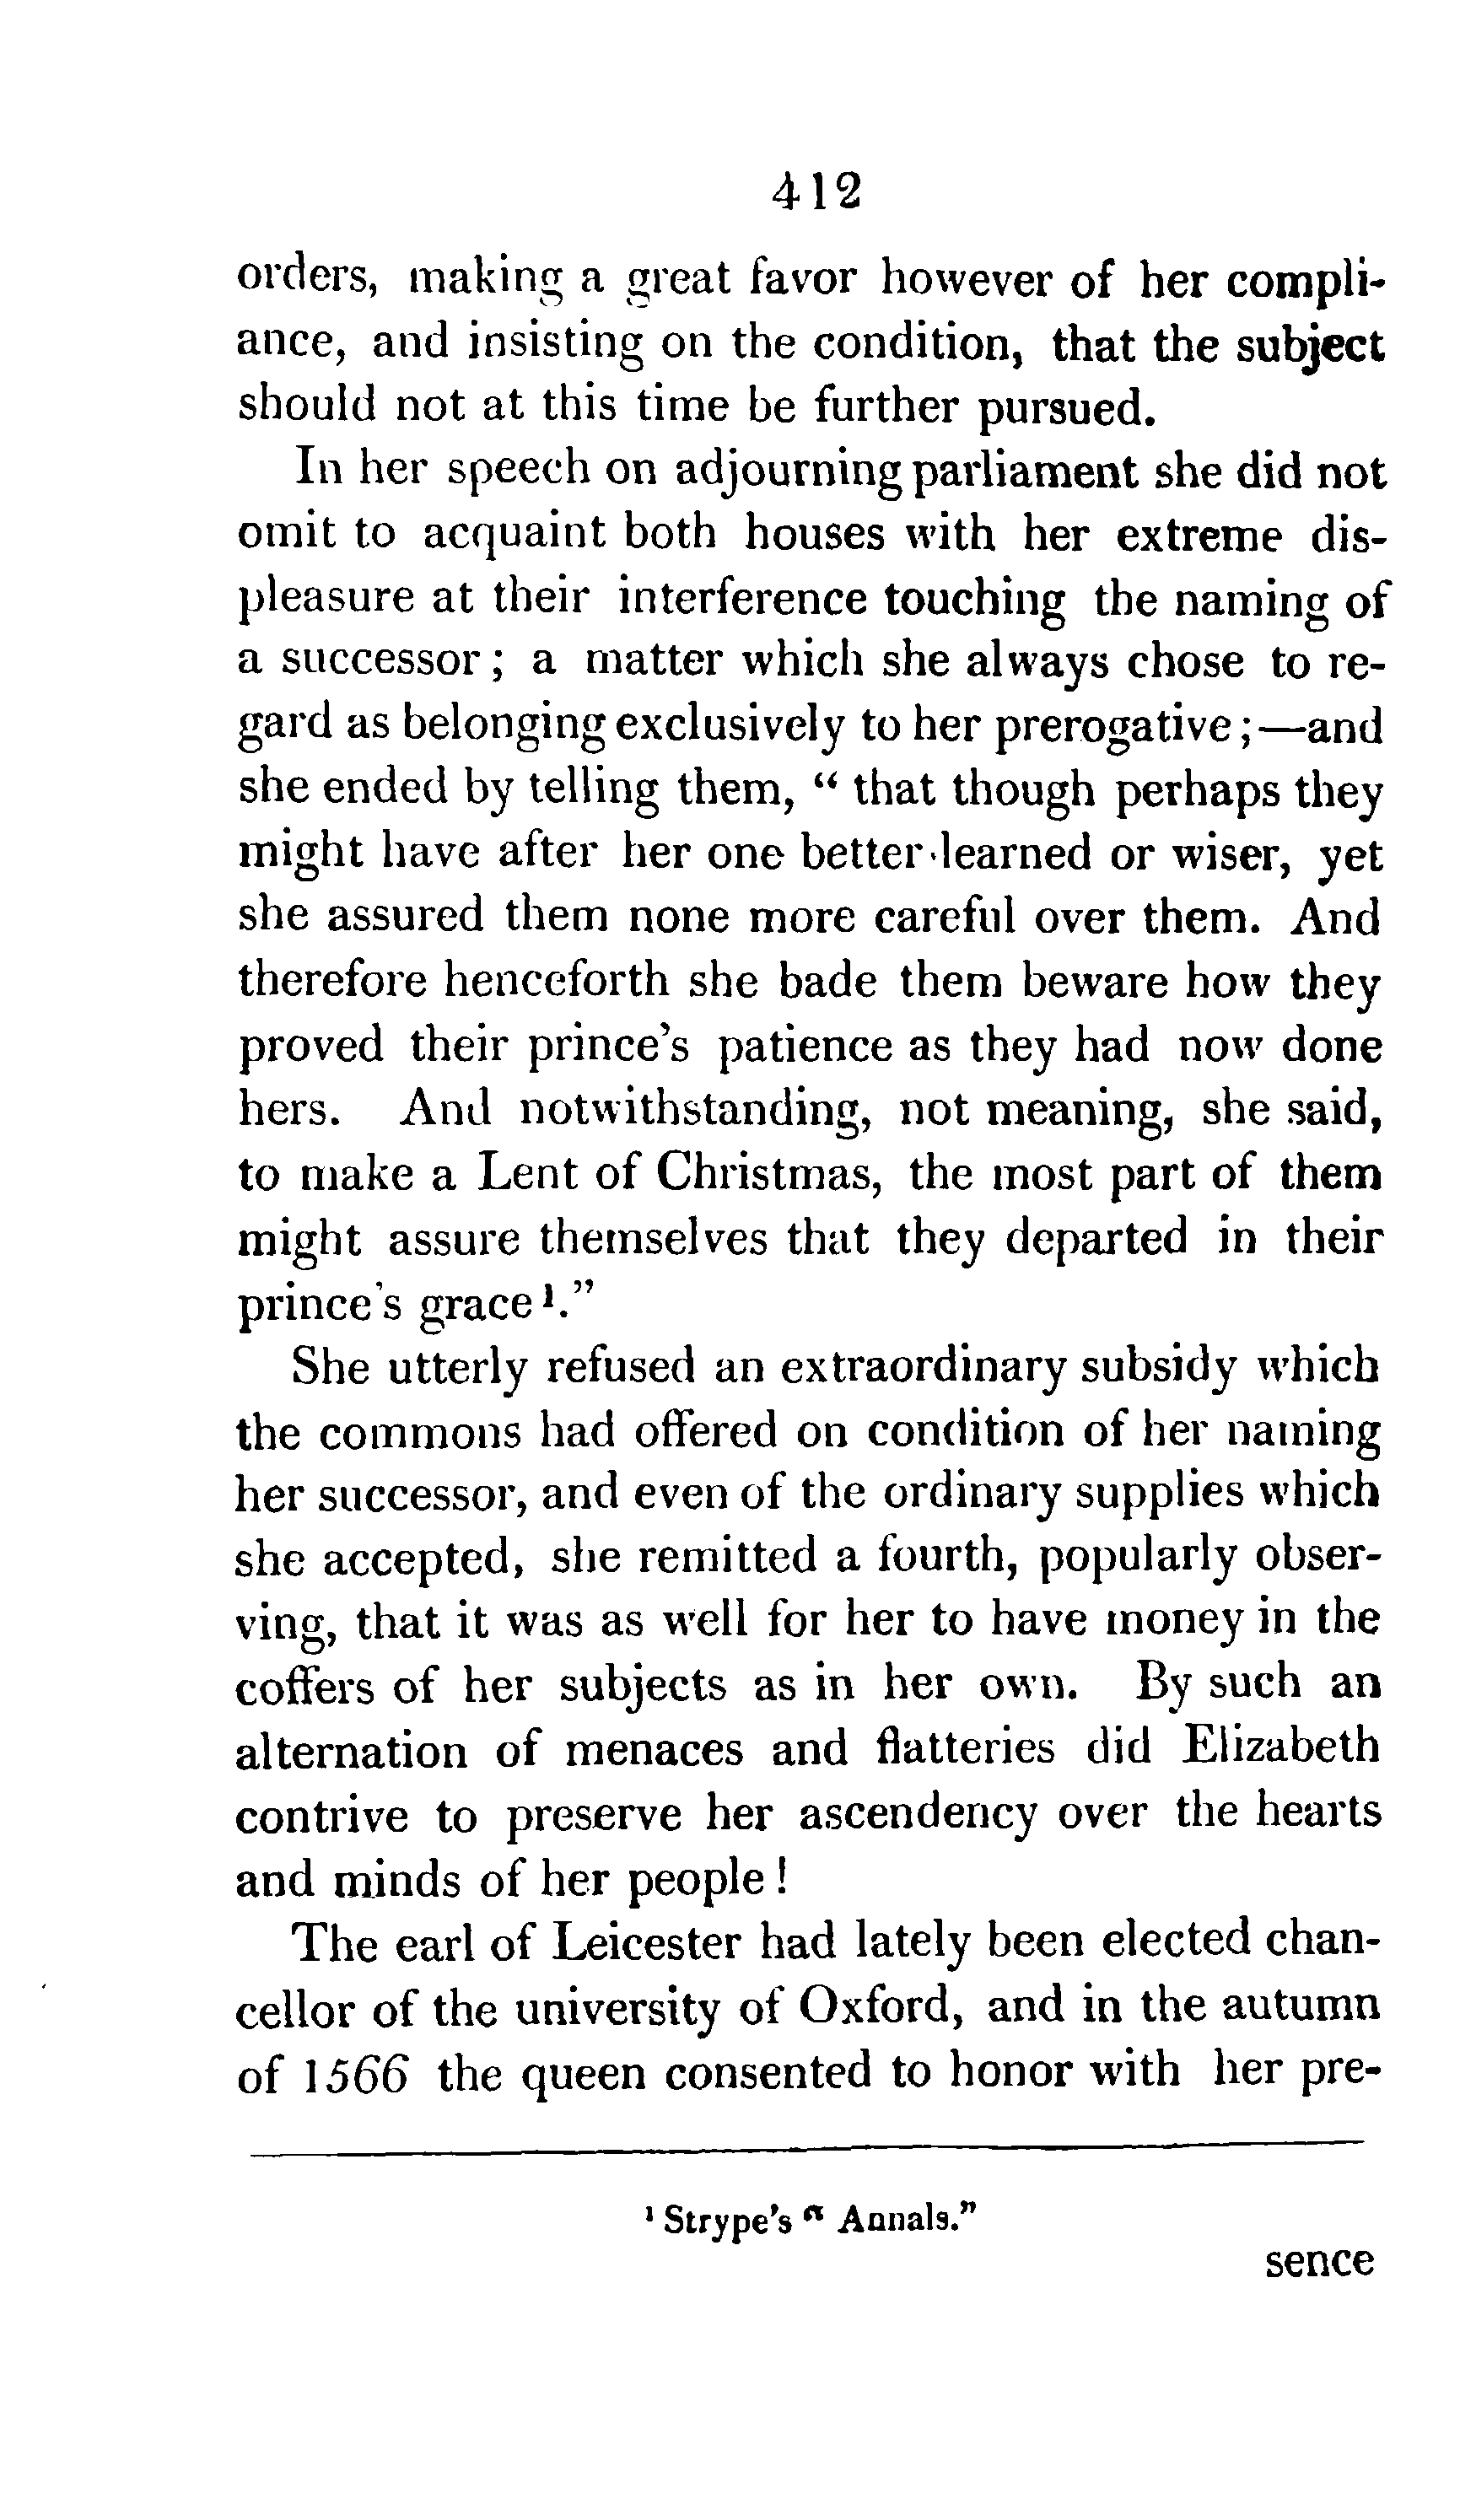 412
orders, making a great favor however of her compli-
ance, and insisting on the condition, that the subject
should not at this time be further pursued.
In her speech on adjourning parliament she did not
omit to acquaint both houses with her extreme dis-
pleasure at their interference touching the naming of
a successor; a matter which she always chose to re-
gard as belonging exclusively to her prerogative;—and
she ended by telling them, “ that though perhaps they
might have after her one better learned or wiser, yet
she assured them none more careful over them. And
therefore henceforth she bade them beware how they
proved their prince's patience as they had now done
hers. And notwithstanding, not meaning, she said,
to make a Lent of Christmas, the most part of them
might assure themselves that they departed in their
prince's grace ¹.”
She utterly refused an extraordinary subsidy which
the commons had offered on condition of her naming
her successor, and even of the ordinary supplies which
she accepted, she remitted a fourth, popularly obser-
ving, that it was as well for her to have money in the
coffers of her subjects as in her own. By such an
alternation of menaces and flatteries did Elizabeth
contrive to preserve her ascendency over the hearts
and minds of her people!
The earl of Leicester had lately been elected chan-
cellor of the university of Oxford, and in the autumn
of 1566 the queen consented to honor with her pre-
¹ Strype's “ Annals.”
sence